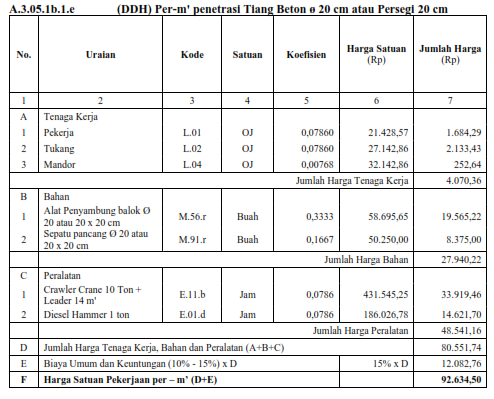 A.3.05.1b.1.e (DDH) Per-m' penetrasi Tiang Beton ø 20 cm atau Persegi 20 cm
No. Uraian Kode Satuan Koefisien Harga Satuan (Rp) Jumlah Harga (Rp)
1 2 3 4 5 6 7
A Tenaga Kerja
1 Pekerja L.01 OJ 0,07860 21.428,57 1.684,29
2 Tukang L.02 OJ 0,07860 27.142,86 2.133,43
3 Mandor L.04 OJ 0,00768 32.142,86 252,64
Jumlah Harga Tenaga Kerja 4.070,36
B Bahan
1 Alat Penyambung balok Ø 20 atau 20 x 20 cm M.56.r Buah 0,3333 58.695,65 19.565,22
2 Sepatu pancang Ø 20 atau 20 x 20 cm M.91.r Buah 0,1667 50.250,00 8.375,00
Jumlah Harga Bahan 27.940,22
C Peralatan
1 Crawler Crane 10 Ton + Leader 14 m' E.11.b Jam 0,0786 431.545,25 33.919,46
2 Diesel Hammer 1 ton E.01.d Jam 0,0786 186.026,78 14.621,70
Jumlah Harga Peralatan 48.541,16
D Jumlah Harga Tenaga Kerja, Bahan dan Peralatan (A+B+C) 80.551,74
E Biaya Umum dan Keuntungan (10% - 15%) x D 15% x D 12.082,76
F Harga Satuan Pekerjaan per – m’ (D+E) 92.634,50